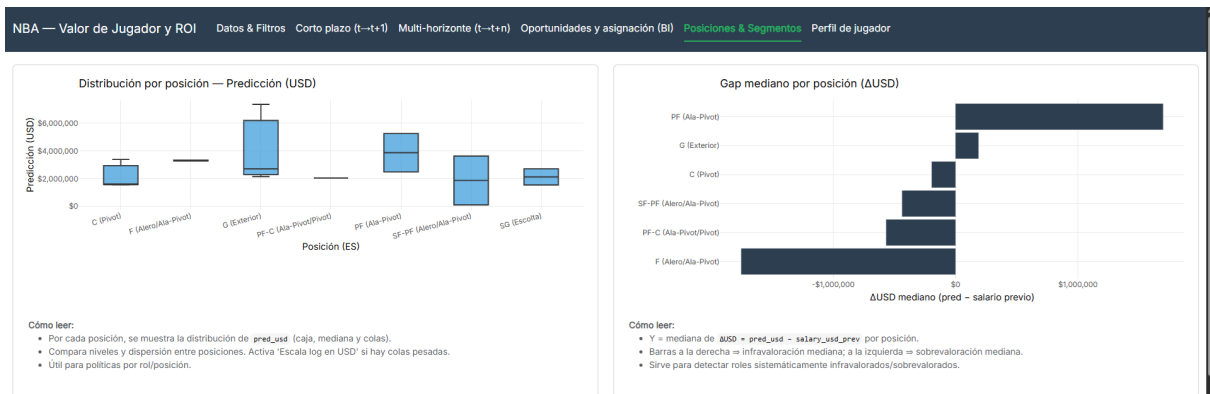 NBA — Valor de Jugador y ROI
Datos & Filtros
Corto plazo (t→t+1)
Multi-horizonte (t→t+n)
Oportunidades y asignación (BI)
Posiciones & Segmentos
Perfil de jugador
Distribución por posición — Predicción (USD)
Predicción (USD)
$6,000,000
$4,000,000
$2,000,000
$0
C (Pivot)
F (Alero/Ala-Pivot)
G (Exterior)
PF-C (Ala-Pivot/Pivot)
PF (Ala-Pivot)
SF-PF (Alero/Ala-Pivot)
SG (Escolta)
Posición (ES)
Cómo leer:
• Por cada posición, se muestra la distribución de pred_usd (caja, mediana y colas).
• Compara niveles y dispersión entre posiciones. Activa 'Escala log en USD' si hay colas pesadas.
• Útil para políticas por rol/posición.
Gap mediano por posición (ΔUSD)
PF (Ala-Pivot)
G (Exterior)
C (Pivot)
SF-PF (Alero/Ala-Pivot)
PF-C (Ala-Pivot/Pivot)
F (Alero/Ala-Pivot)
-$1,000,000
$0
$1,000,000
ΔUSD mediano (pred − salario previo)
Cómo leer:
• Y = mediana de ΔUSD = pred_usd − salary_usd_prev por posición.
• Barras a la derecha ⇒ infravaloración mediana; a la izquierda ⇒ sobrevaloración mediana.
• Sirve para detectar roles sistemáticamente infravalorados/sobrevalorados.